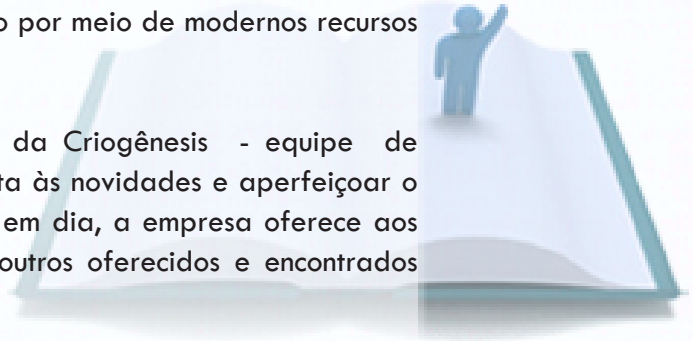 o por meio de modernos recursos
da Criogênesis - equipe de
ta às novidades e aperfeiçoar o
em dia, a empresa oferece aos
outros oferecidos e encontrados